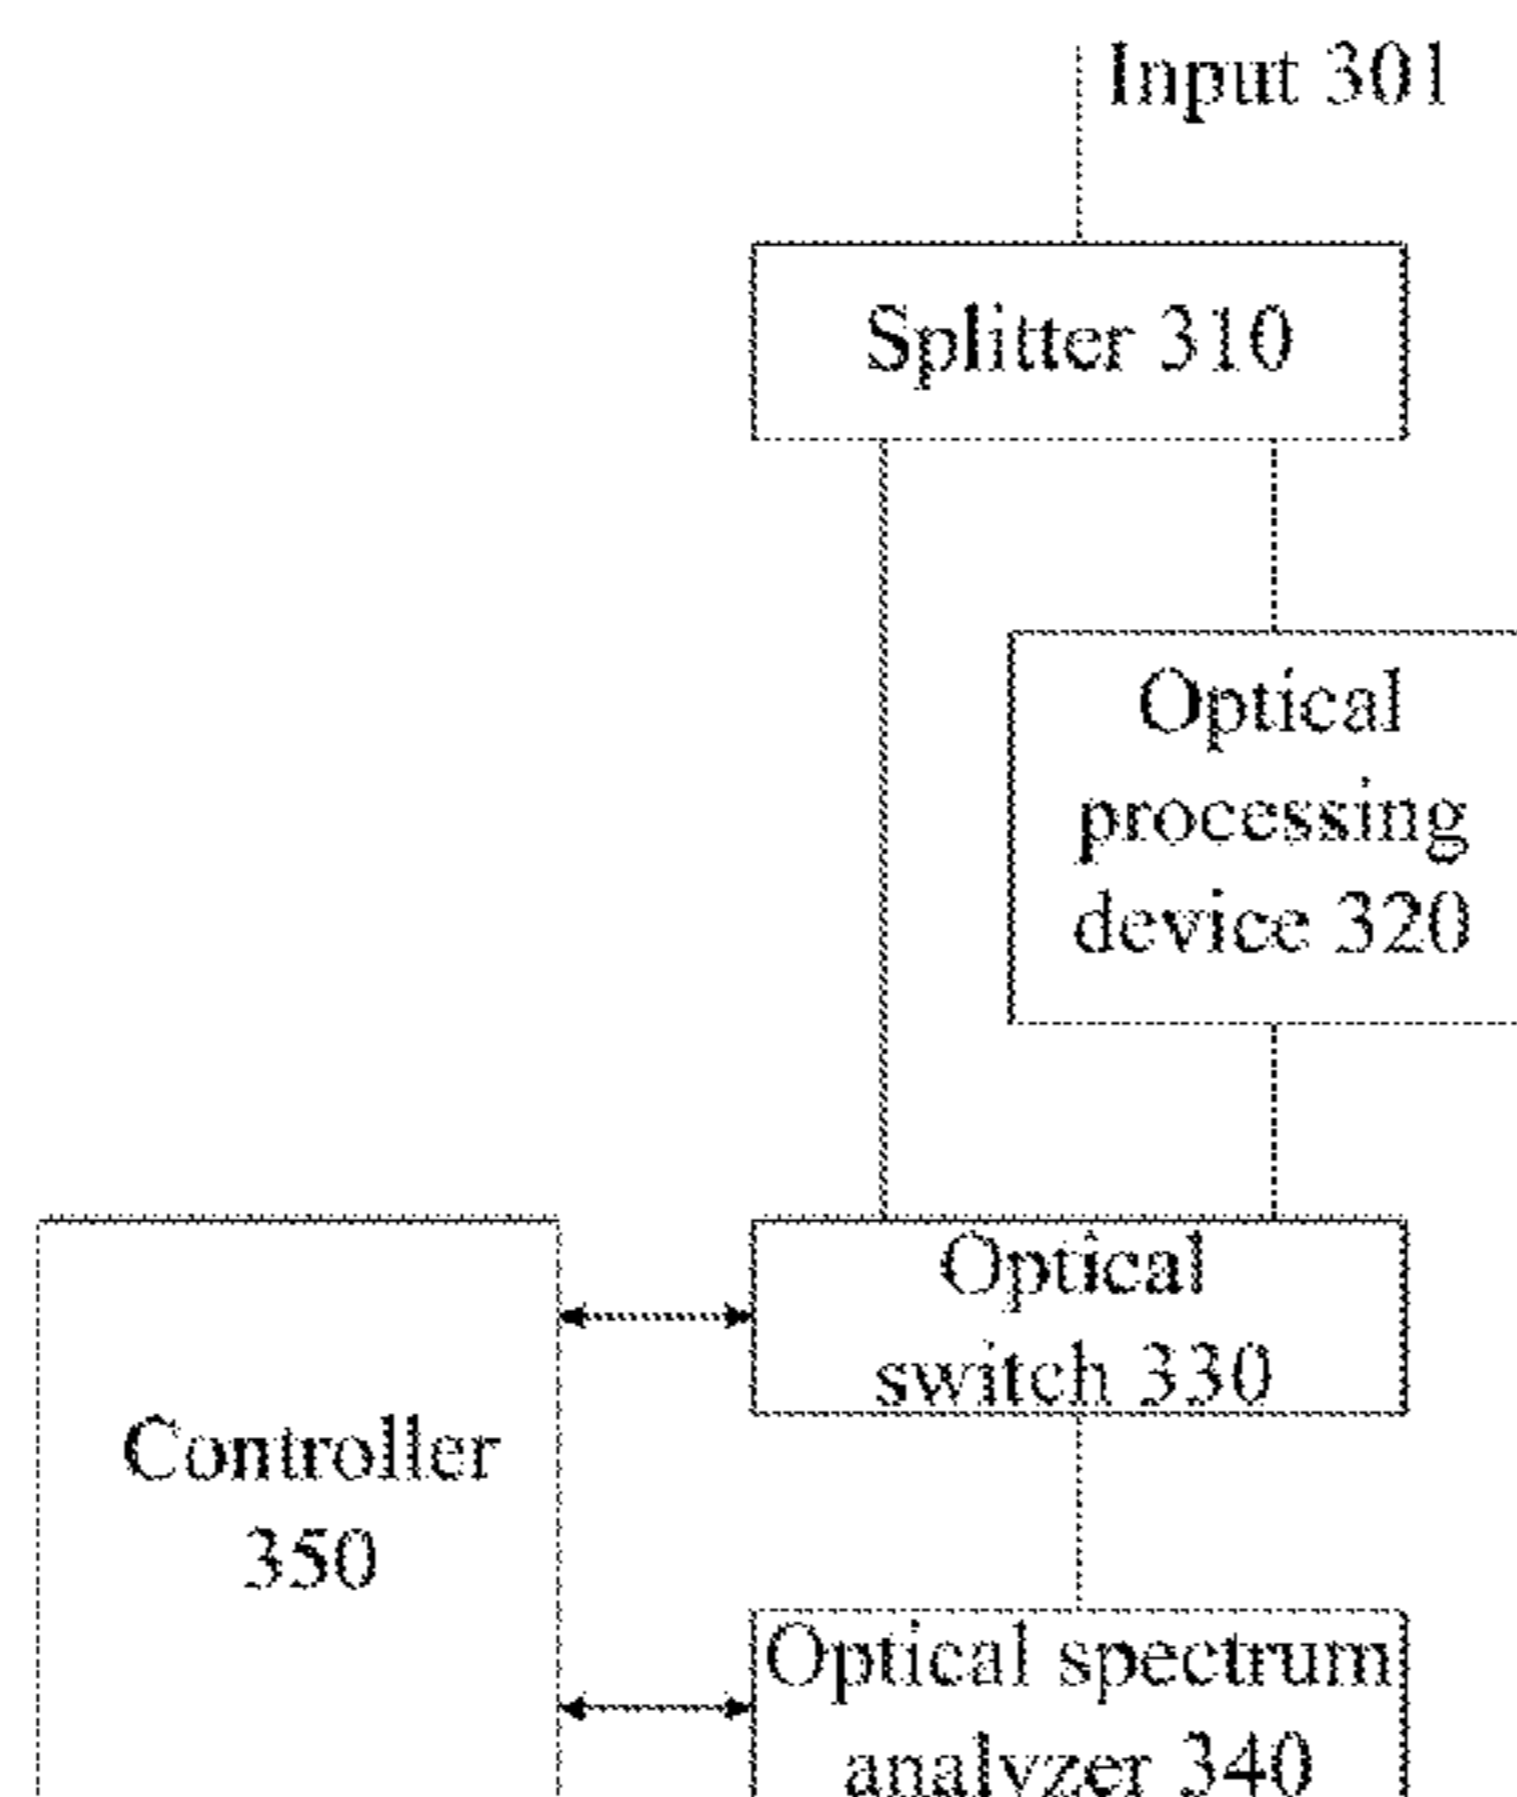 Input 301
Splitter 310
Optical
processing
device 320
Optical
switch 330
Controller
350
Optical spectrum
analyzer 340